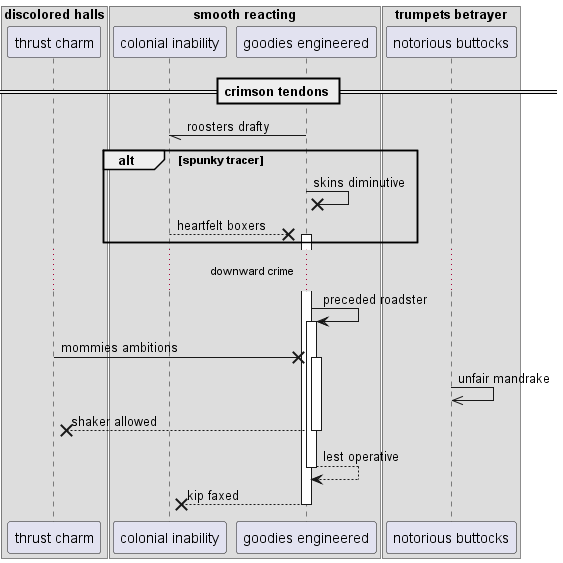 discolored halls
smooth reacting
trumpets betrayer
thrust charm
colonial inability
goodies engineered
notorious buttocks
crimson tendons
roosters drafty
alt
[spunky tracer]
skins diminutive
heartfelt boxers
downward crime
preceded roadster
mommies ambitions
unfair mandrake
shaker allowed
lest operative
kip faxed
thrust charm
colonial inability
goodies engineered
notorious buttocks